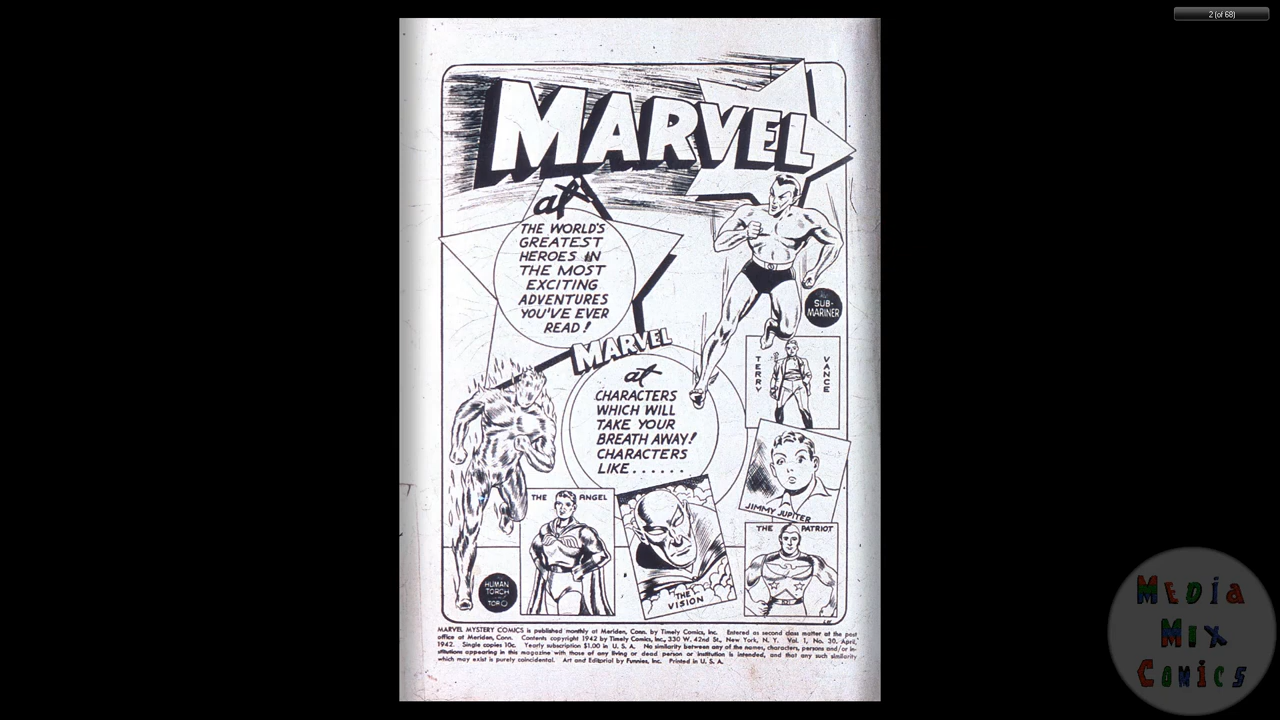 2 (of 68)
MARVEL
at
THE WORLD'S
GREATEST
HEROES IN
THE MOST
EXCITING
ADVENTURES
YOU'VE EVER
READ!
THE SUB-
MARINER
MARVEL
at
CHARACTERS
WHICH WILL
TAKE YOUR
BREATH AWAY!
CHARACTERS
LIKE......
TERRY VANCE
JIMMY JUPITER
THE ANGEL
THE PATRIOT
THE
VISION
HUMAN
TORCH
TORO
MARVEL MYSTERY COMICS is published monthly at Meriden, Conn. by Timely Comics, Inc. Entered as second class matter at the post
office at Meriden, Conn. Contents copyright 1942 by Timely Comics, Inc., 330 W. 42nd St., New York, N. Y. Vol. 1, No. 30, April,
1942. Single copies 10c. Yearly subscription $1.00 in U. S. A. No similarity between any of the names, characters, persons and/or in-
stitutions appearing in this magazine with those of any living or dead person or institution is intended, and that any such similarity
which may exist is purely coincidental. Art and Editorial by Funnies, Inc. Printed in U. S. A.
MEDiA
MiX
COMiCS